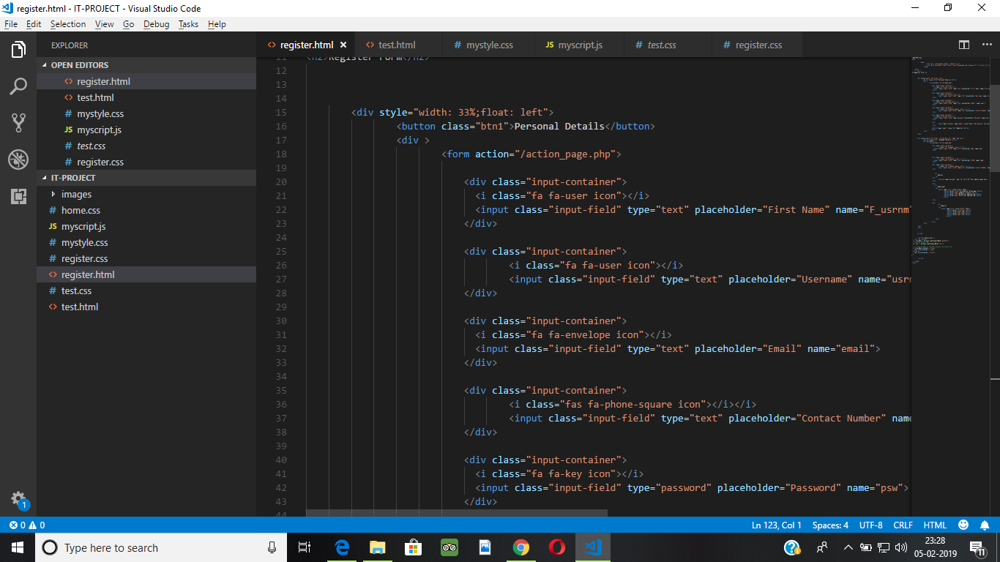 register.html - IT-PROJECT - Visual Studio Code
File Edit Selection View Go Debug Tasks Help
EXPLORER
OPEN EDITORS
register.html
test.html
mystyle.css
JS myscript.js
# test.css
# register.css
IT-PROJECT
images
# home.css
JS myscript.js
# mystyle.css
# register.css
<> register.html
# test.css
<> test.html
1
<> register.html × <> test.html # mystyle.css JS myscript.js # test.css # register.css
11 <h2>Register Form</h2>
12
13
14
15 <div style="width: 33%;float: left">
16 <button class="btn1">Personal Details</button>
17 <div >
18 <form action="/action_page.php">
19
20 <div class="input-container">
21 <i class="fa fa-user icon"></i>
22 <input class="input-field" type="text" placeholder="First Name" name="F_usrnm"
23 </div>
24
25 <div class="input-container">
26 <i class="fa fa-user icon"></i>
27 <input class="input-field" type="text" placeholder="Username" name="usrn
28 </div>
29
30 <div class="input-container">
31 <i class="fa fa-envelope icon"></i>
32 <input class="input-field" type="text" placeholder="Email" name="email">
33 </div>
34
35 <div class="input-container">
36 <i class="fas fa-phone-square icon"></i></i>
37 <input class="input-field" type="text" placeholder="Contact Number" name
38 </div>
39
40 <div class="input-container">
41 <i class="fa fa-key icon"></i>
42 <input class="input-field" type="password" placeholder="Password" name="psw">
43 </div>
44
0 0 Ln 123, Col 1 Spaces: 4 UTF-8 CRLF HTML
Type here to search
23:28
05-02-2019
11